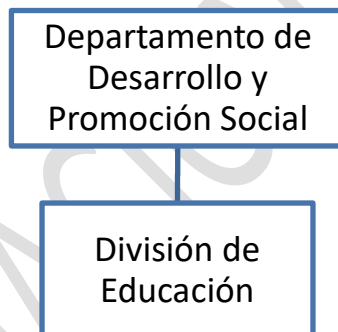 Departamento de
Desarrollo y
Promoción Social
División de
Educación